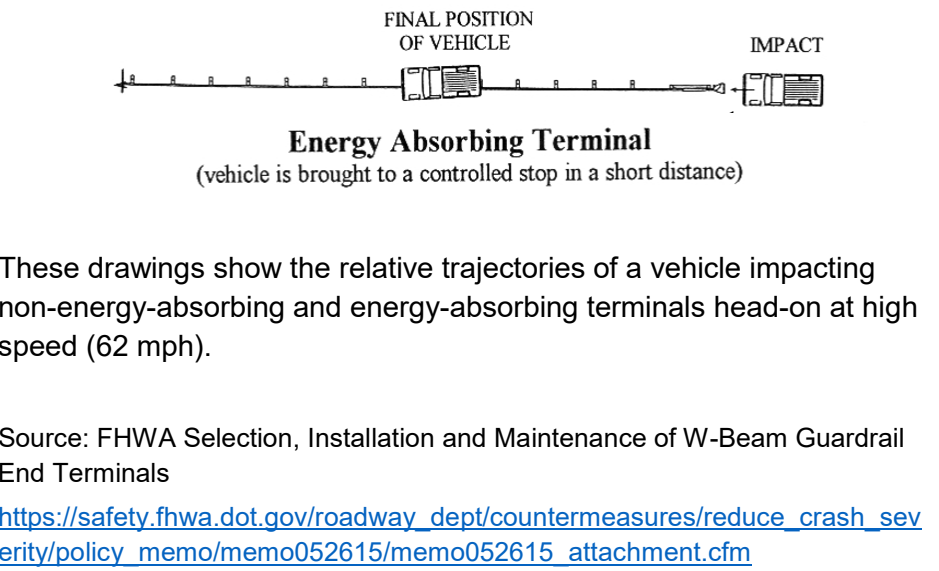 FINAL POSITION
OF VEHICLE
IMPACT
Energy Absorbing Terminal
(vehicle is brought to a controlled stop in a short distance)
These drawings show the relative trajectories of a vehicle impacting
non-energy-absorbing and energy-absorbing terminals head-on at high
speed (62 mph).
Source: FHWA Selection, Installation and Maintenance of W-Beam Guardrail
End Terminals
https://safety.fhwa.dot.gov/roadway_dept/countermeasures/reduce_crash_sev
erity/policy_memo/memo052615/memo052615_attachment.cfm